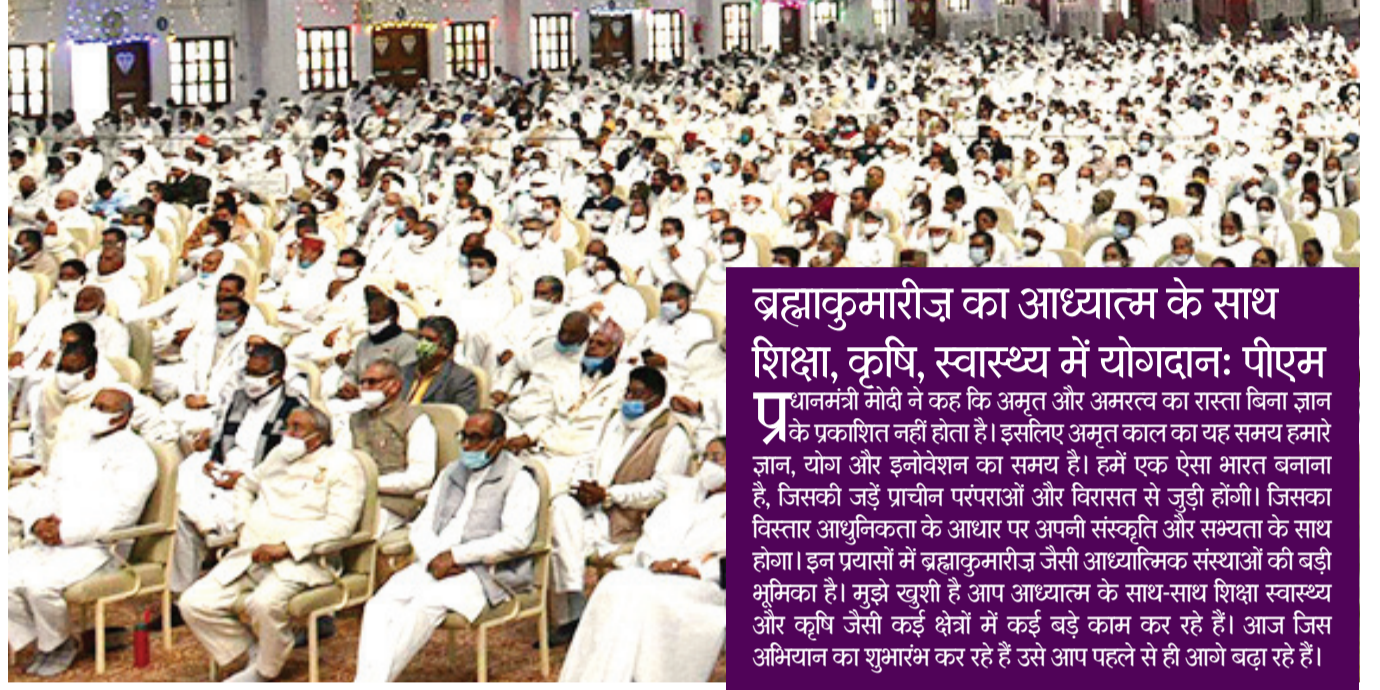 ब्रह्माकुमारीज़ का आध्यात्म के साथ
शिक्षा, कृषि, स्वास्थ्य में योगदान: पीएम
प्रधानमंत्री मोदी ने कह कि अमृत और अमरत्व का रास्ता बिना ज्ञान
के प्रकाशित नहीं होता है। इसलिए अमृत काल का यह समय हमारे
ज्ञान, योग और इनोवेशन का समय है। हमें एक ऐसा भारत बनाना
है, जिसकी जड़ें प्राचीन परंपराओं और विरासत से जुड़ी होंगी। जिसका
विस्तार आधुनिकता के आधार पर अपनी संस्कृति और सभ्यता के साथ
होगा। इन प्रयासों में ब्रह्माकुमारीज़ जैसी आध्यात्मिक संस्थाओं की बड़ी
भूमिका है। मुझे खुशी है आप आध्यात्म के साथ-साथ शिक्षा स्वास्थ्य
और कृषि जैसी कई क्षेत्रों में कई बड़े काम कर रहे हैं। आज जिस
अभियान का शुभारंभ कर रहे हैं उसे आप पहले से ही आगे बढ़ा रहे हैं।